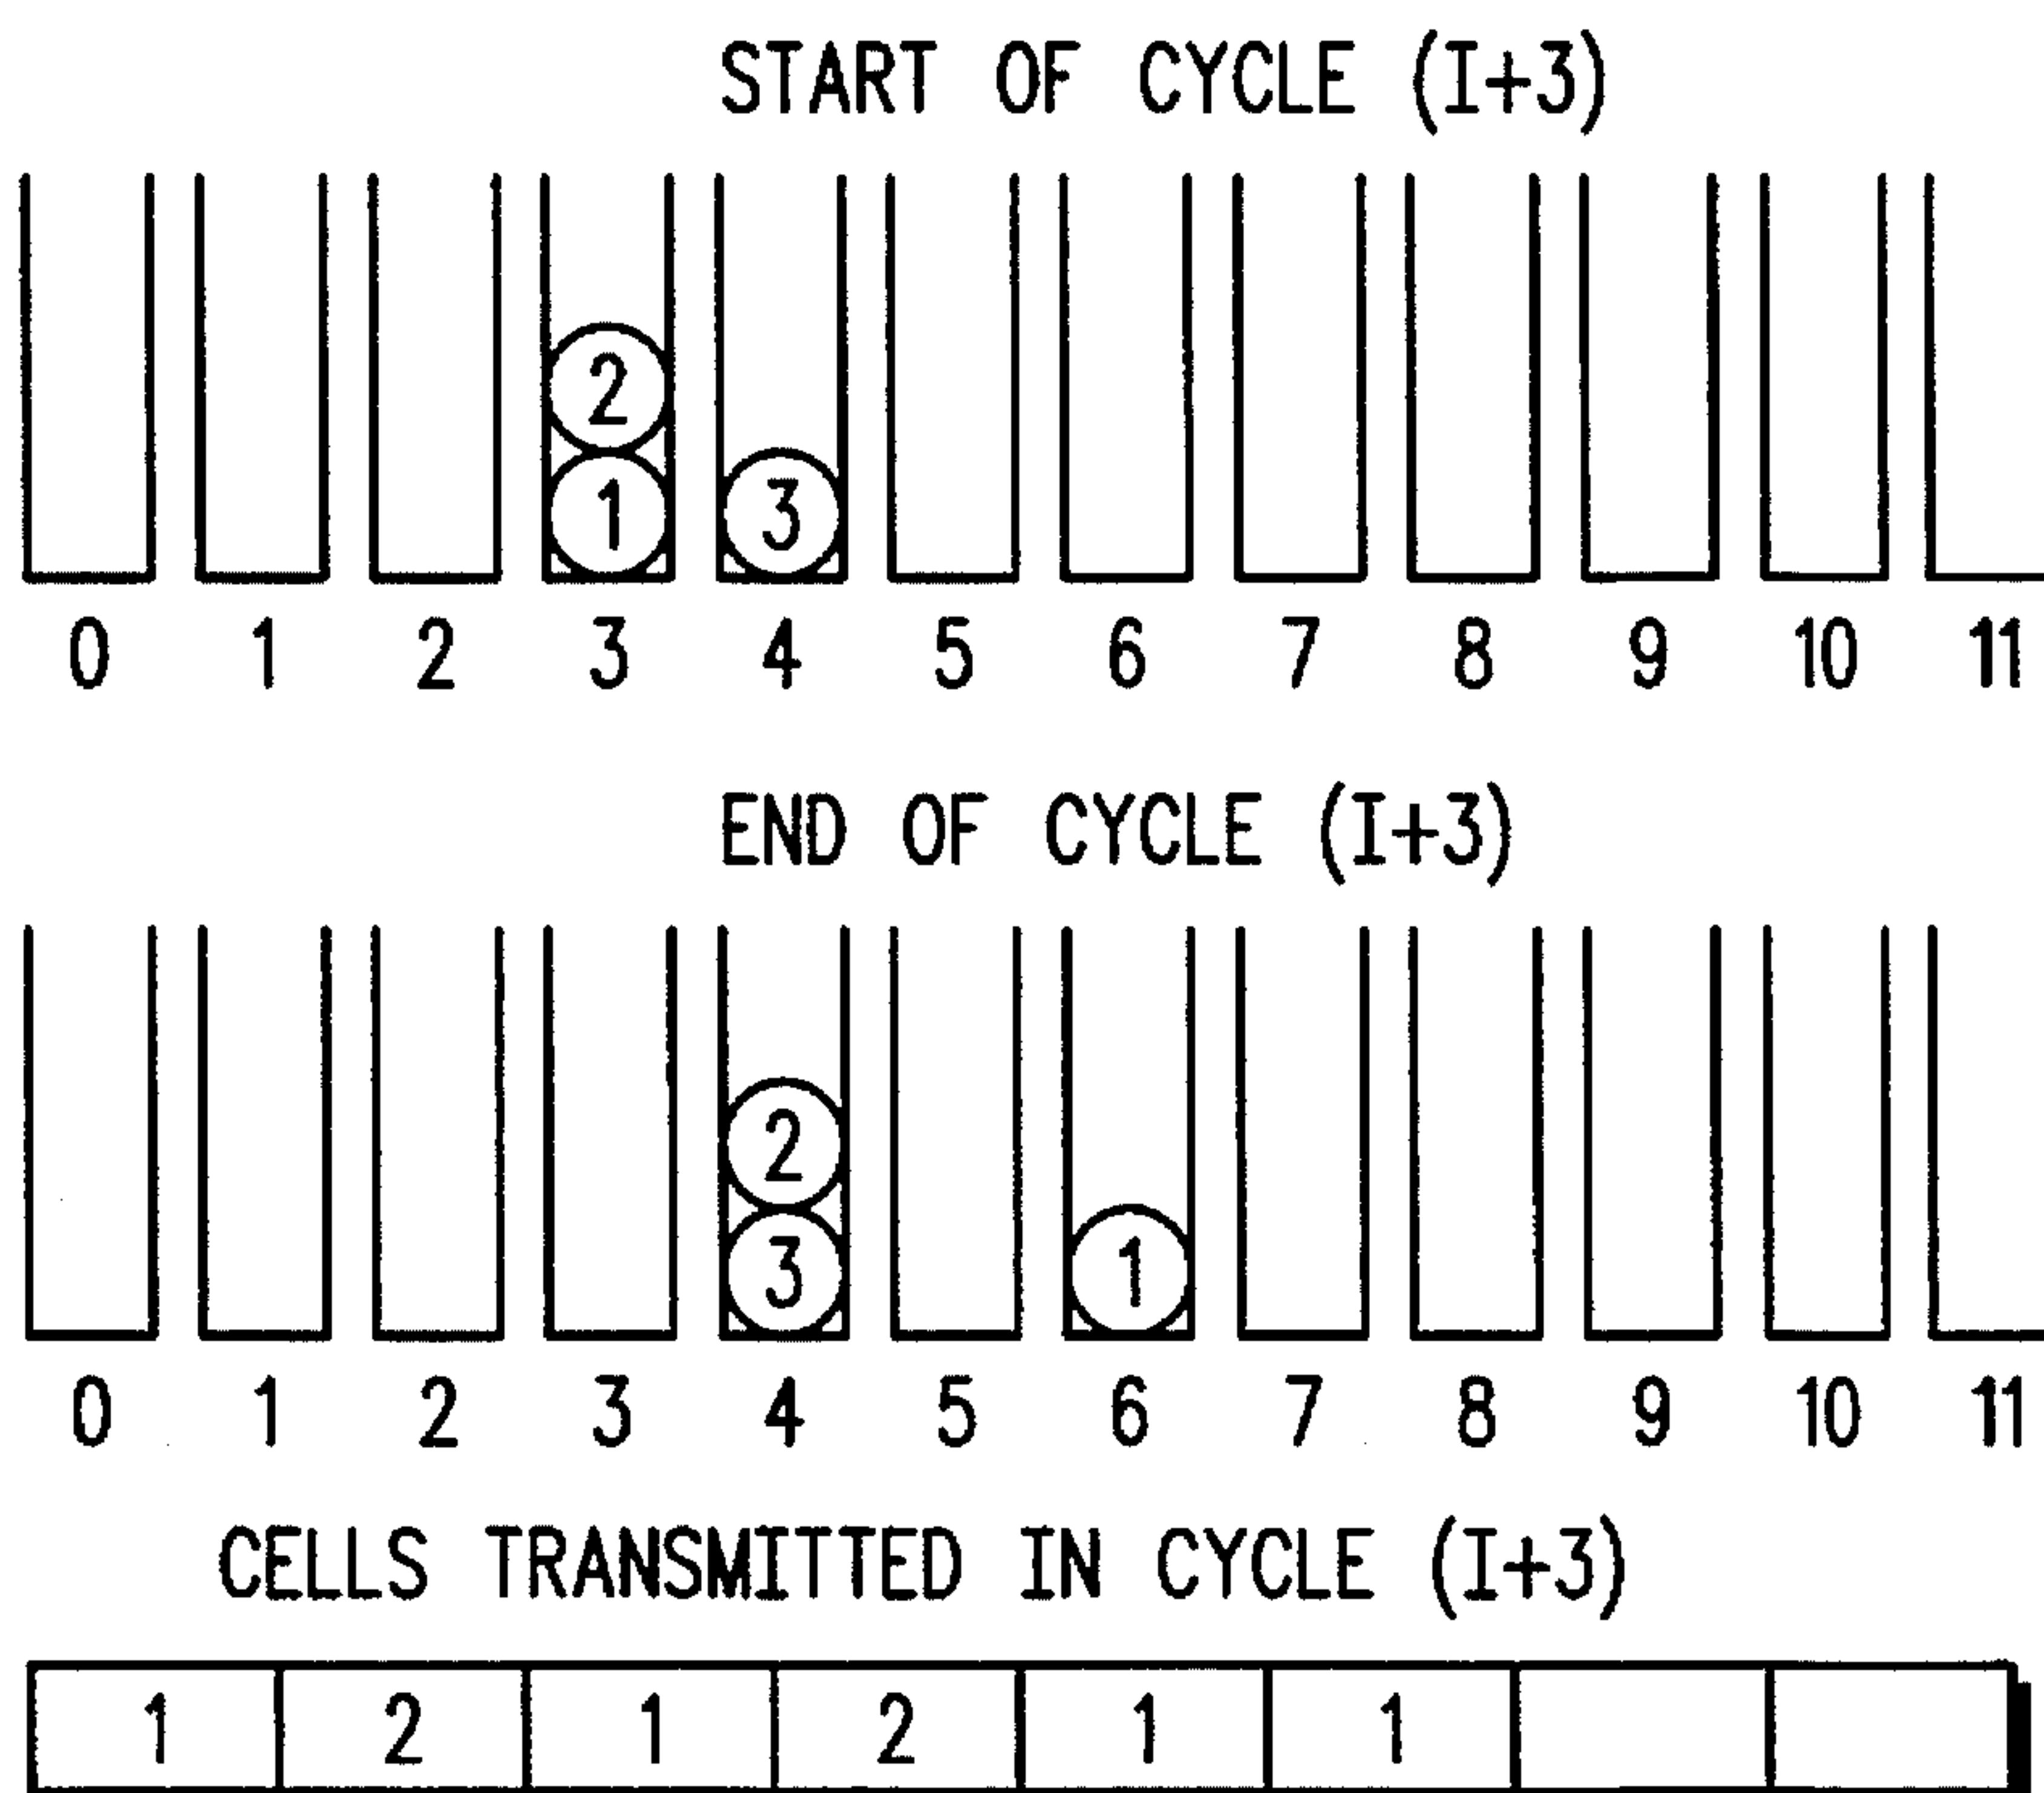 START OF CYCLE (I+3)
2
1 3
0 1 2 3 4 5 6 7 8 9 10 11
END OF CYCLE (I+3)
2
3 1
0 1 2 3 4 5 6 7 8 9 10 11
CELLS TRANSMITTED IN CYCLE (I+3)
1 2 1 2 1 1